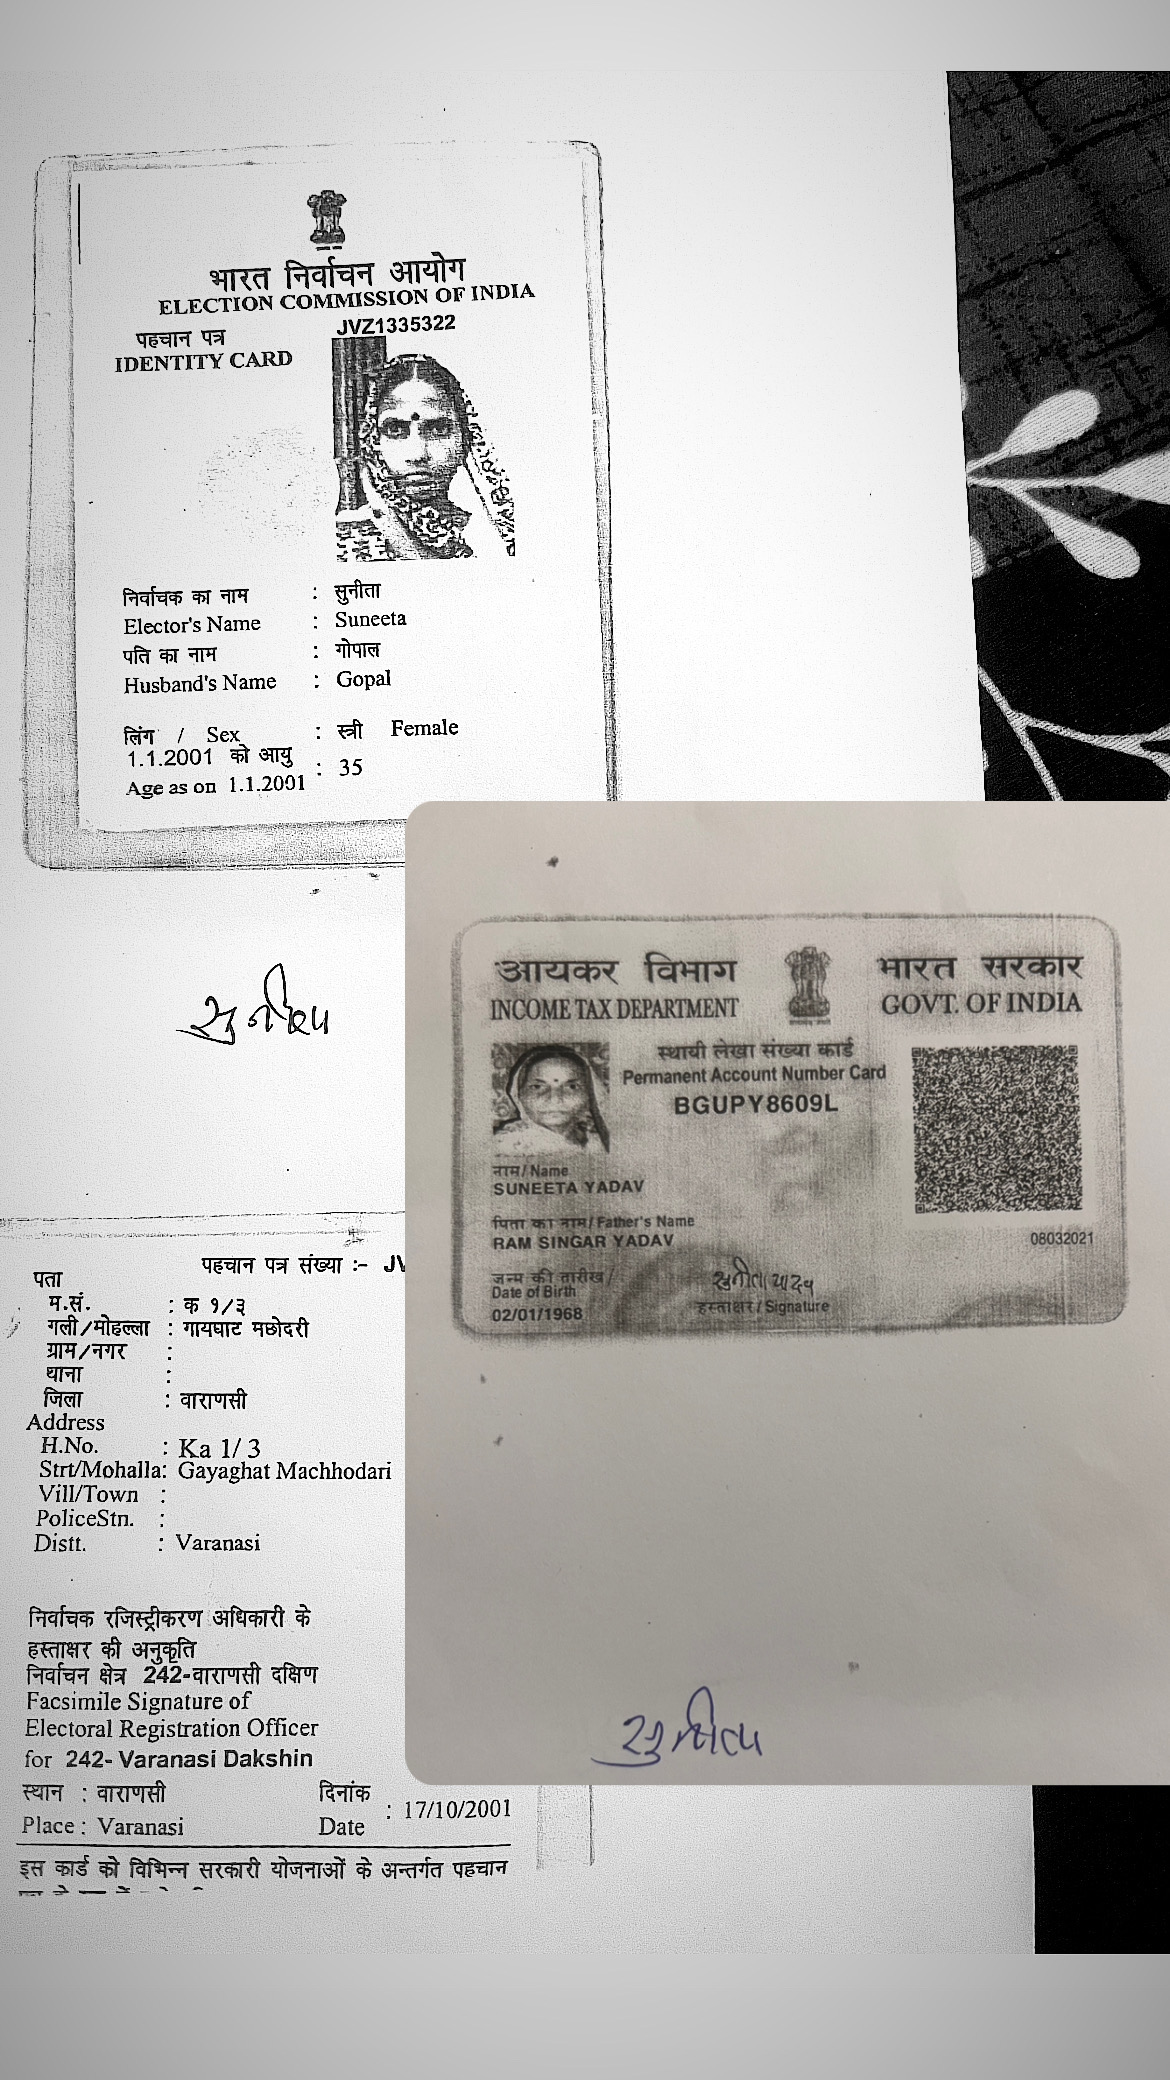 भारत निर्वाचन आयोग
ELECTION COMMISSION OF INDIA
पहचान पत्र
JVZ1335322
IDENTITY CARD
निर्वाचक का नाम : सुनीता
Elector's Name : Suneeta
पति का नाम : गोपाल
Husband's Name : Gopal
लिंग / Sex : स्त्री Female
1.1.2001 को आयु
Age as on 1.1.2001 : 35
सुनीता
पहचान पत्र संख्या :- JV
पता
म.सं. : क १/३
गली/मोहल्ला : गायघाट मछोदरी
ग्राम/नगर :
थाना :
जिला : वाराणसी
Address
H.No. : Ka 1/ 3
Strt/Mohalla: Gayaghat Machhodari
Vill/Town :
PoliceStn. :
Distt. : Varanasi
निर्वाचक रजिस्ट्रीकरण अधिकारी के
हस्ताक्षर की अनुकृति
निर्वाचन क्षेत्र 242-वाराणसी दक्षिण
Facsimile Signature of
Electoral Registration Officer
for 242- Varanasi Dakshin
स्थान : वाराणसी दिनांक
Place : Varanasi Date : 17/10/2001
इस कार्ड को विभिन्न सरकारी योजनाओं के अन्तर्गत पहचान
आयकर विभाग भारत सरकार
INCOME TAX DEPARTMENT GOVT. OF INDIA
स्थायी लेखा संख्या कार्ड
Permanent Account Number Card
BGUPY8609L
नाम / Name
SUNEETA YADAV
पिता का नाम / Father's Name
RAM SINGAR YADAV
08032021
जन्म की तारीख /
Date of Birth
02/01/1968
सुनीता यादव
हस्ताक्षर / Signature
सुनीता